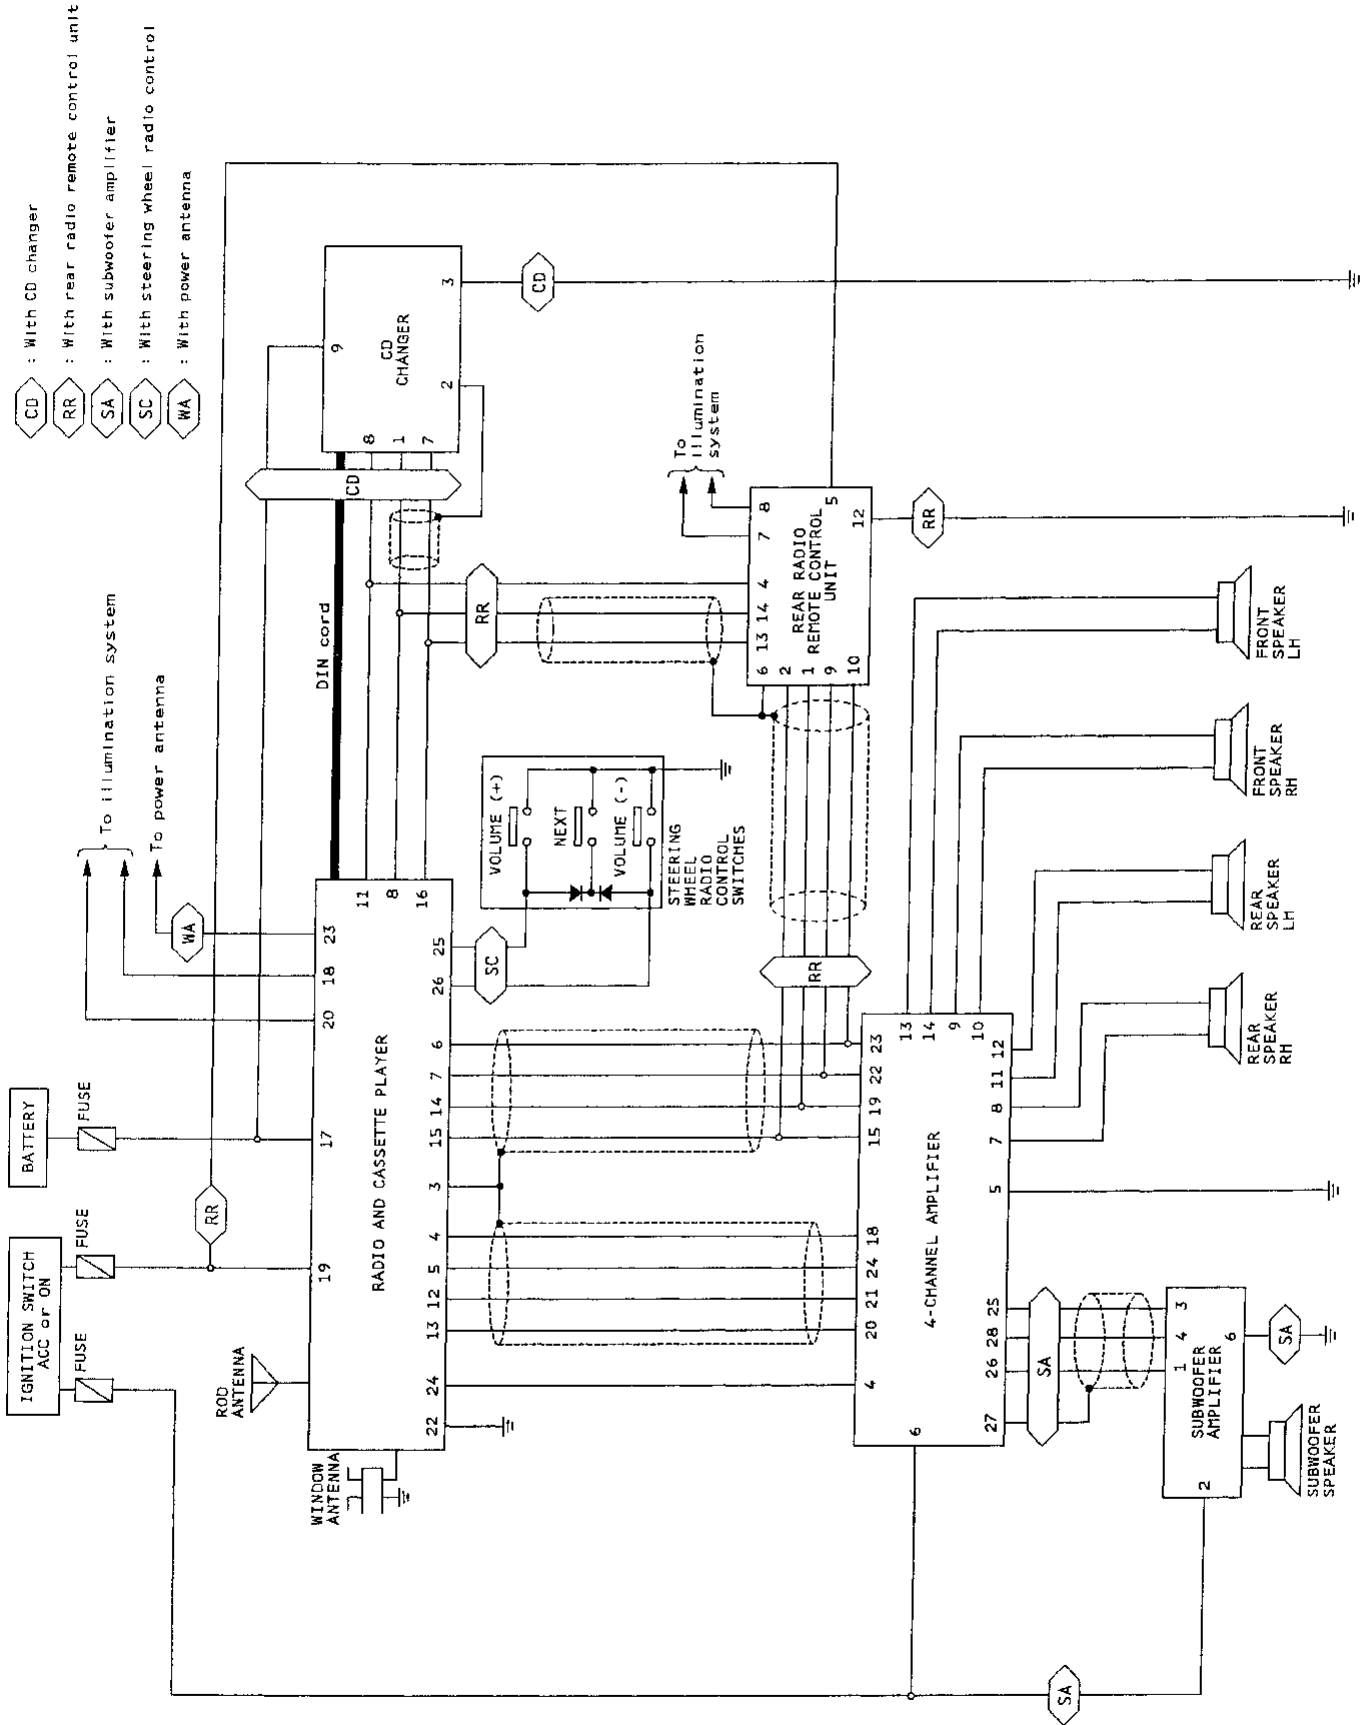 CD : With CD changer
RR : With rear radio remote control unit
SA : With subwoofer amplifier
SC : With steering wheel radio control
WA : With power antenna
IGNITION SWITCH
ACC or ON
BATTERY
FUSE
FUSE
FUSE
RR
To illumination system
To power antenna
WA
ROD
ANTENNA
WINDOW
ANTENNA
RADIO AND CASSETTE PLAYER
19
17
20
18
23
11
8
16
22
24
13
12
5
4
3
15
14
7
6
26
25
DIN cord
CD
CD
CHANGER
9
8
1
7
2
3
CD
SC
VOLUME (+)
NEXT
VOLUME (-)
STEERING
WHEEL
RADIO
CONTROL
SWITCHES
RR
To
illumination
system
REAR RADIO
REMOTE CONTROL
UNIT
13
14
4
7
8
6
2
1
9
10
5
12
RR
RR
4-CHANNEL AMPLIFIER
4
20
21
24
18
15
19
22
23
6
13
14
9
10
27
26
28
25
5
7
8
11
12
FRONT
SPEAKER
LH
FRONT
SPEAKER
RH
REAR
SPEAKER
LH
REAR
SPEAKER
RH
SA
SUBWOOFER
AMPLIFIER
1
4
3
2
6
SA
SUBWOOFER
SPEAKER
SA